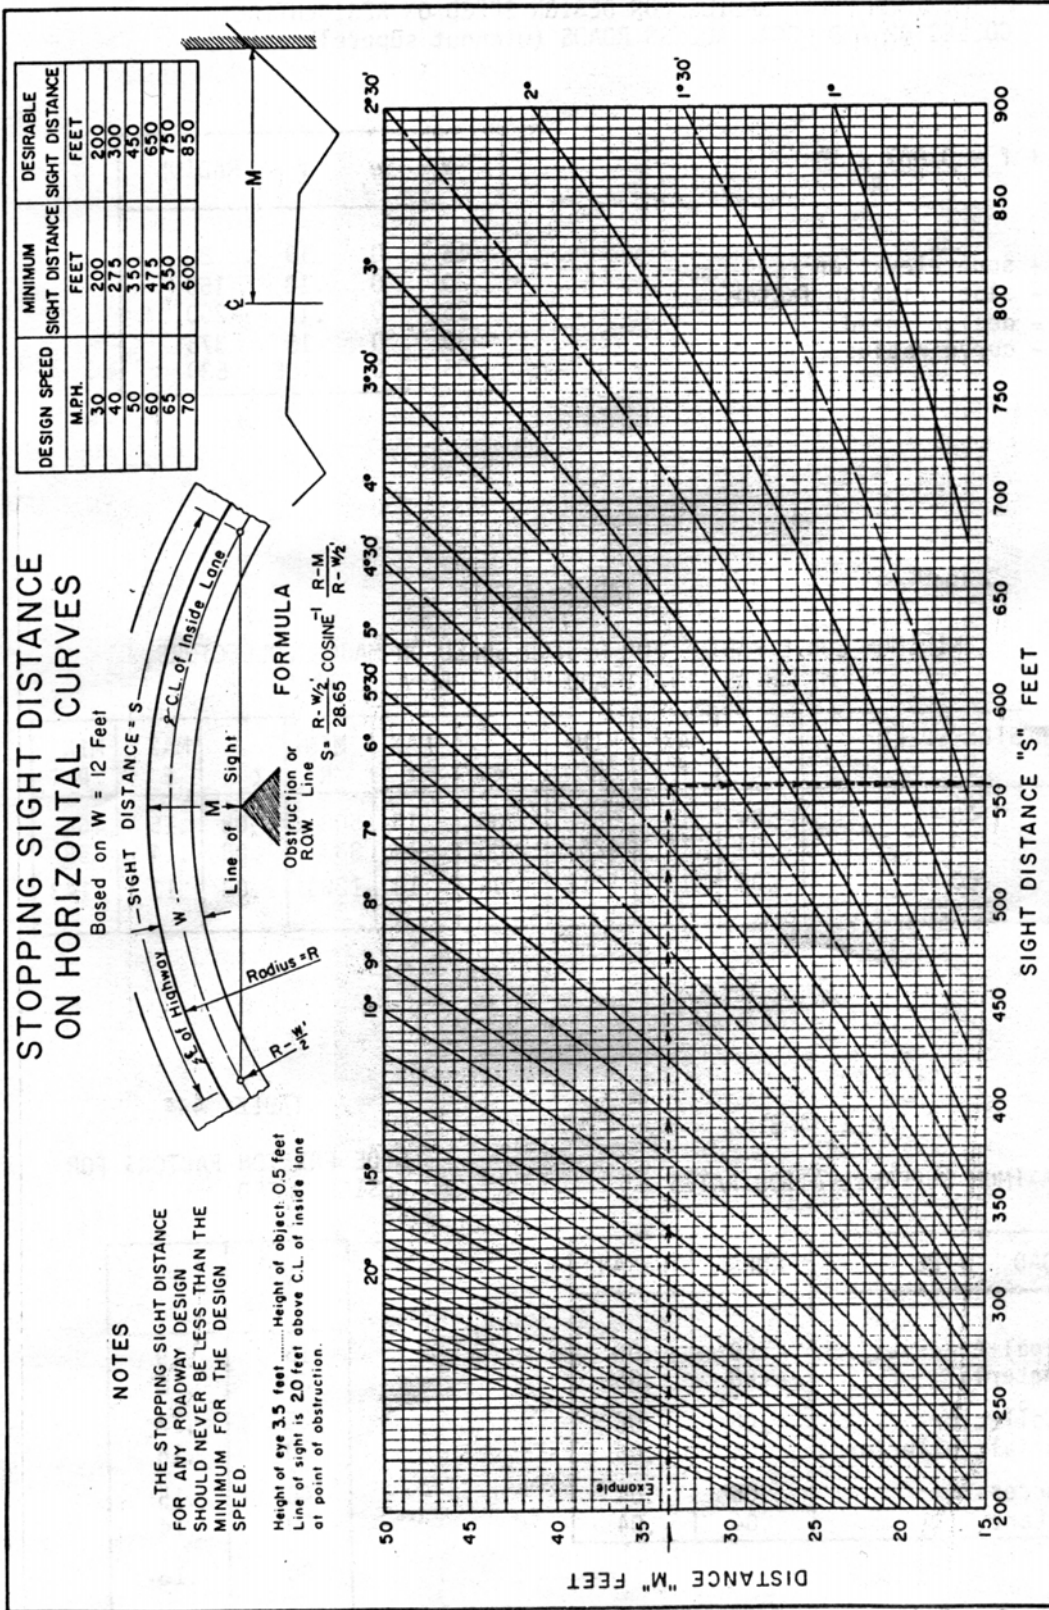 STOPPING SIGHT DISTANCE
ON HORIZONTAL CURVES
Based on W = 12 Feet
SIGHT DISTANCE = S
C.L. of Inside Lane
W
M
₵ of Highway
Line of Sight
Radius = R
R - W/2'
Obstruction or
R.O.W. Line
FORMULA
S = R - W/2' / 28.65 COSINE⁻¹ R - M / R - W/2'
DESIGN SPEED MINIMUM SIGHT DISTANCE DESIRABLE SIGHT DISTANCE
M.P.H. FEET FEET
30 200 200
40 275 300
50 350 450
60 475 650
65 550 750
70 600 850
₵
M
NOTES
THE STOPPING SIGHT DISTANCE
FOR ANY ROADWAY DESIGN
SHOULD NEVER BE LESS THAN THE
MINIMUM FOR THE DESIGN
SPEED.
Height of eye 3.5 feet ........ Height of object 0.5 feet
Line of sight is 2.0 feet above C.L. of inside lane
at point of obstruction.
20° 15° 10° 9° 8° 7° 6° 5°30' 5° 4°30' 4° 3°30' 3° 2°30'
2°
1°30'
1°
50
45
40
35
30
25
20
15
DISTANCE "M" FEET
Example
200 250 300 350 400 450 500 550 600 650 700 750 800 850 900
SIGHT DISTANCE "S" FEET